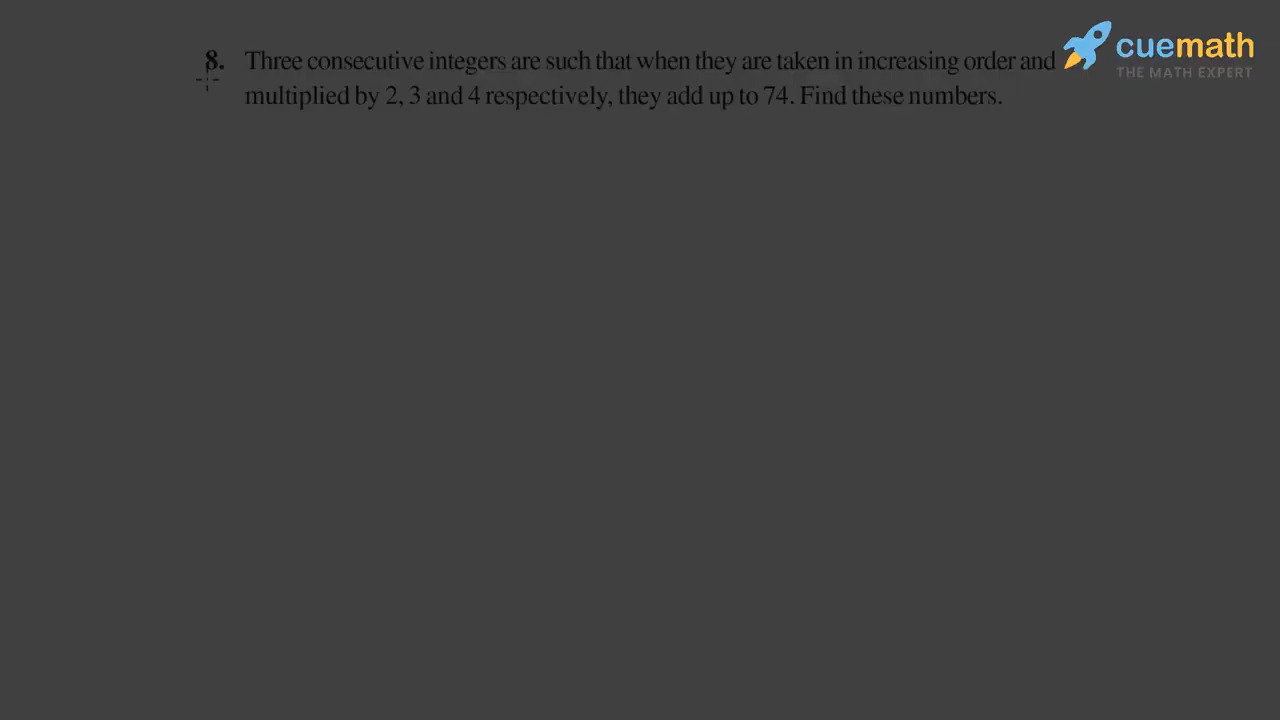 8. Three consecutive integers are such that when they are taken in increasing order and
multiplied by 2, 3 and 4 respectively, they add up to 74. Find these numbers.
cuemath
THE MATH EXPERT